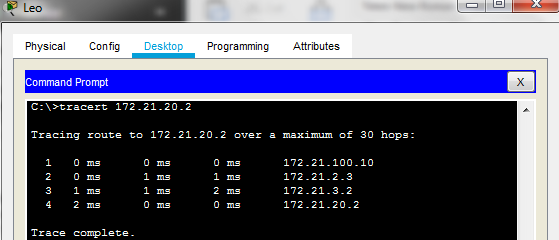 Leo
Physical Config Desktop Programming Attributes
Command Prompt X
C:\>tracert 172.21.20.2
Tracing route to 172.21.20.2 over a maximum of 30 hops:
1 0 ms 0 ms 0 ms 172.21.100.10
2 0 ms 1 ms 1 ms 172.21.2.3
3 1 ms 1 ms 2 ms 172.21.3.2
4 2 ms 0 ms 0 ms 172.21.20.2
Trace complete.